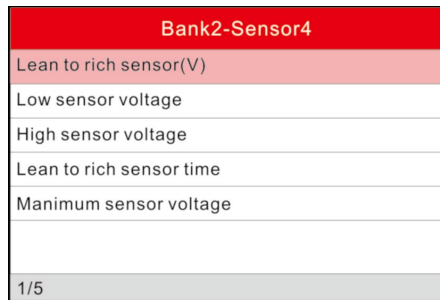 Bank2-Sensor4
Lean to rich sensor(V)
Low sensor voltage
High sensor voltage
Lean to rich sensor time
Manimum sensor voltage
1/5